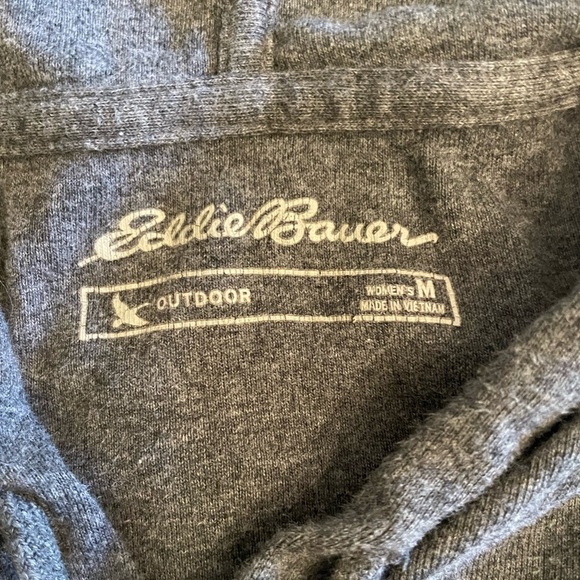 Eddie Bauer
OUTDOOR
WOMEN'S M
MADE IN VIETNAM